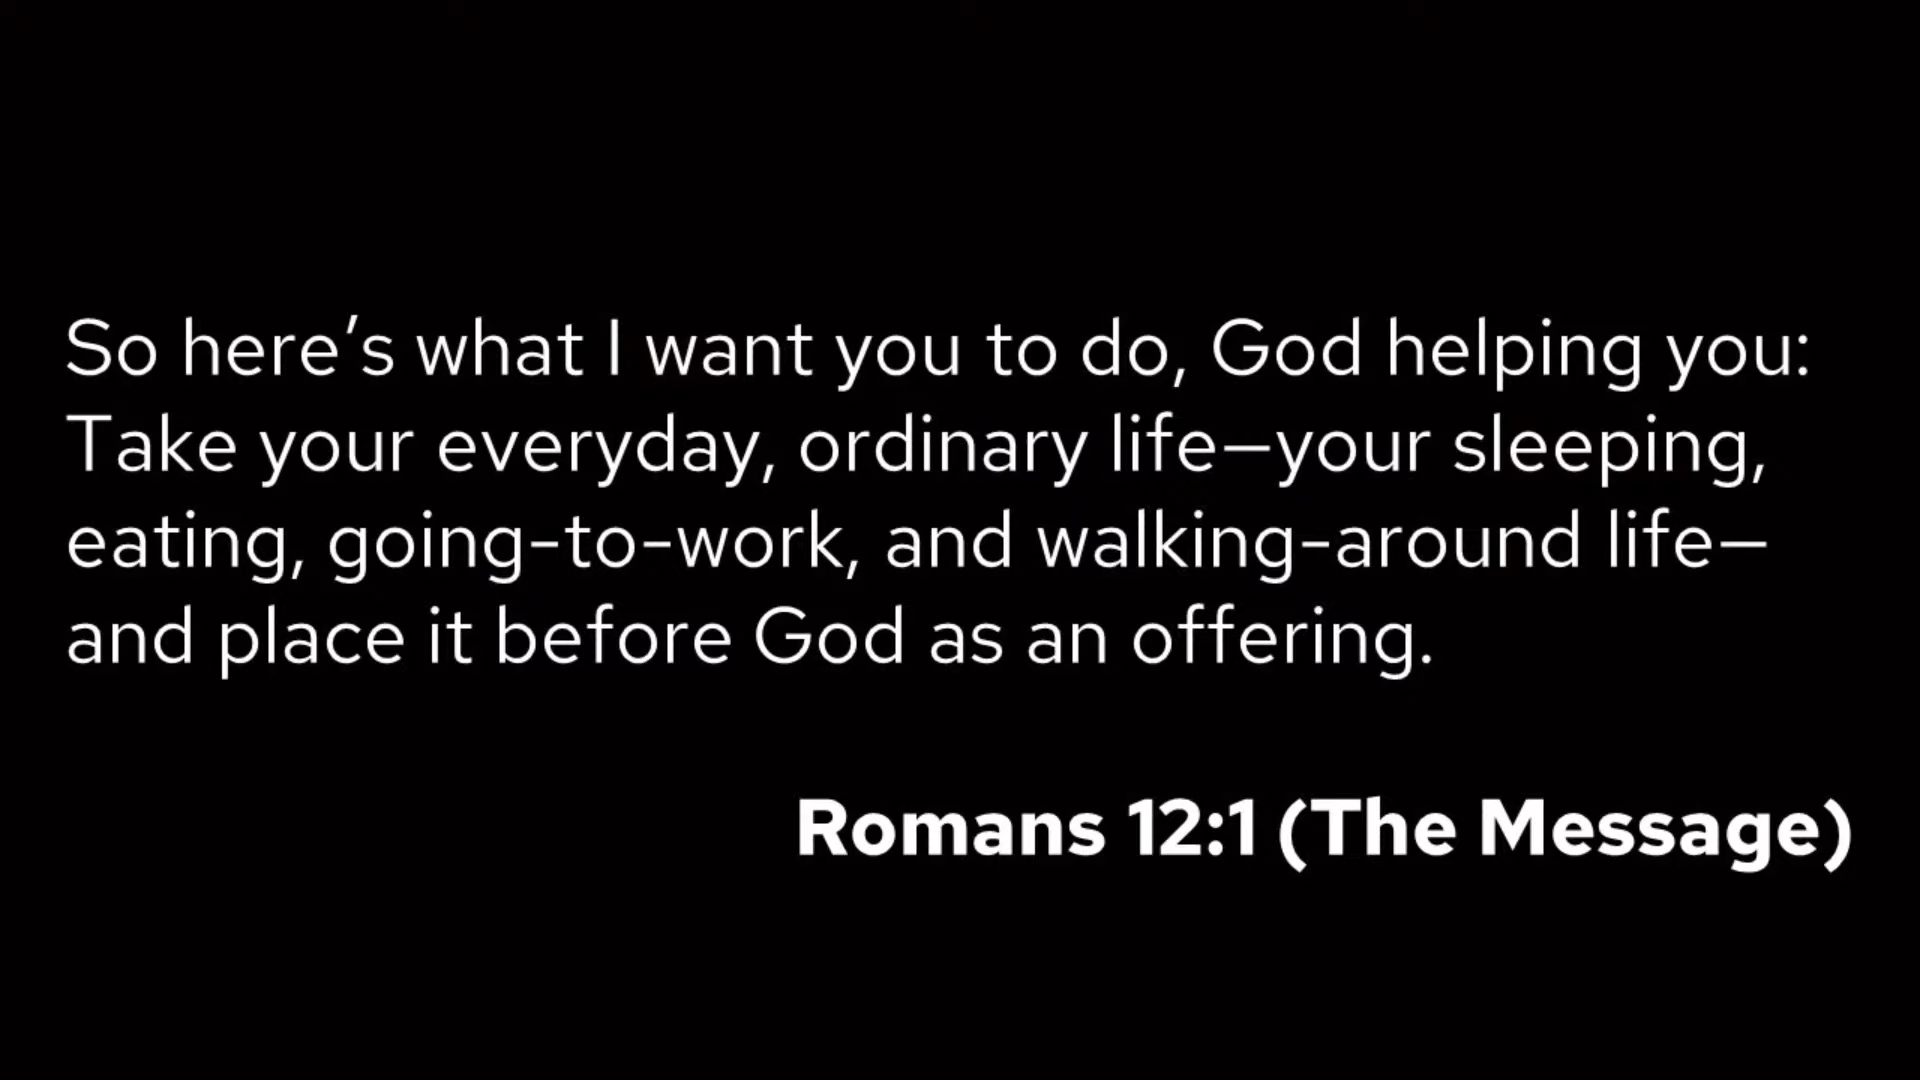 So here’s what I want you to do, God helping you:
Take your everyday, ordinary life—your sleeping,
eating, going-to-work, and walking-around life—
and place it before God as an offering.
Romans 12:1 (The Message)